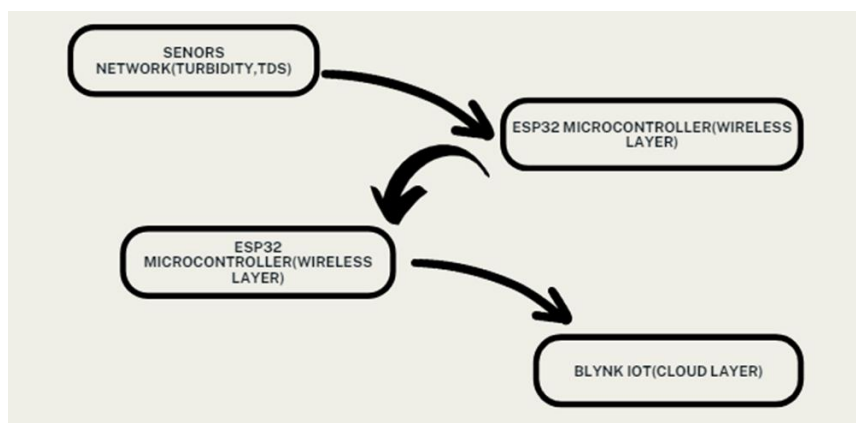 SENORS
NETWORK(TURBIDITY,TDS)
ESP32 MICROCONTROLLER(WIRELESS
LAYER)
ESP32
MICROCONTROLLER(WIRELESS
LAYER)
BLYNK IOT(CLOUD LAYER)